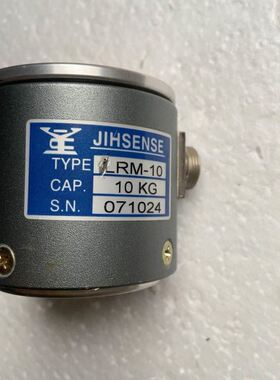 JIHSENSE
TYPE LRM-10
CAP. 10 KG
S.N. 071024